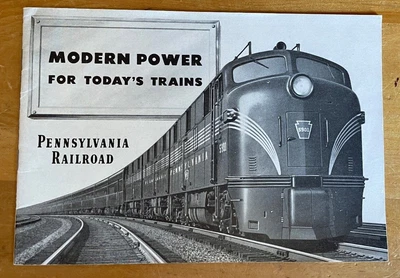 MODERN POWER
FOR TODAY'S TRAINS
PENNSYLVANIA
RAILROAD